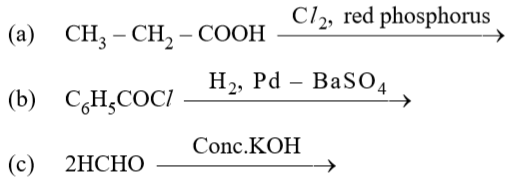 (a) CH₃ – CH₂ – COOH Cl₂, red phosphorus
(b) C₆H₅COCl H₂, Pd – BaSO₄
(c) 2HCHO Conc.KOH